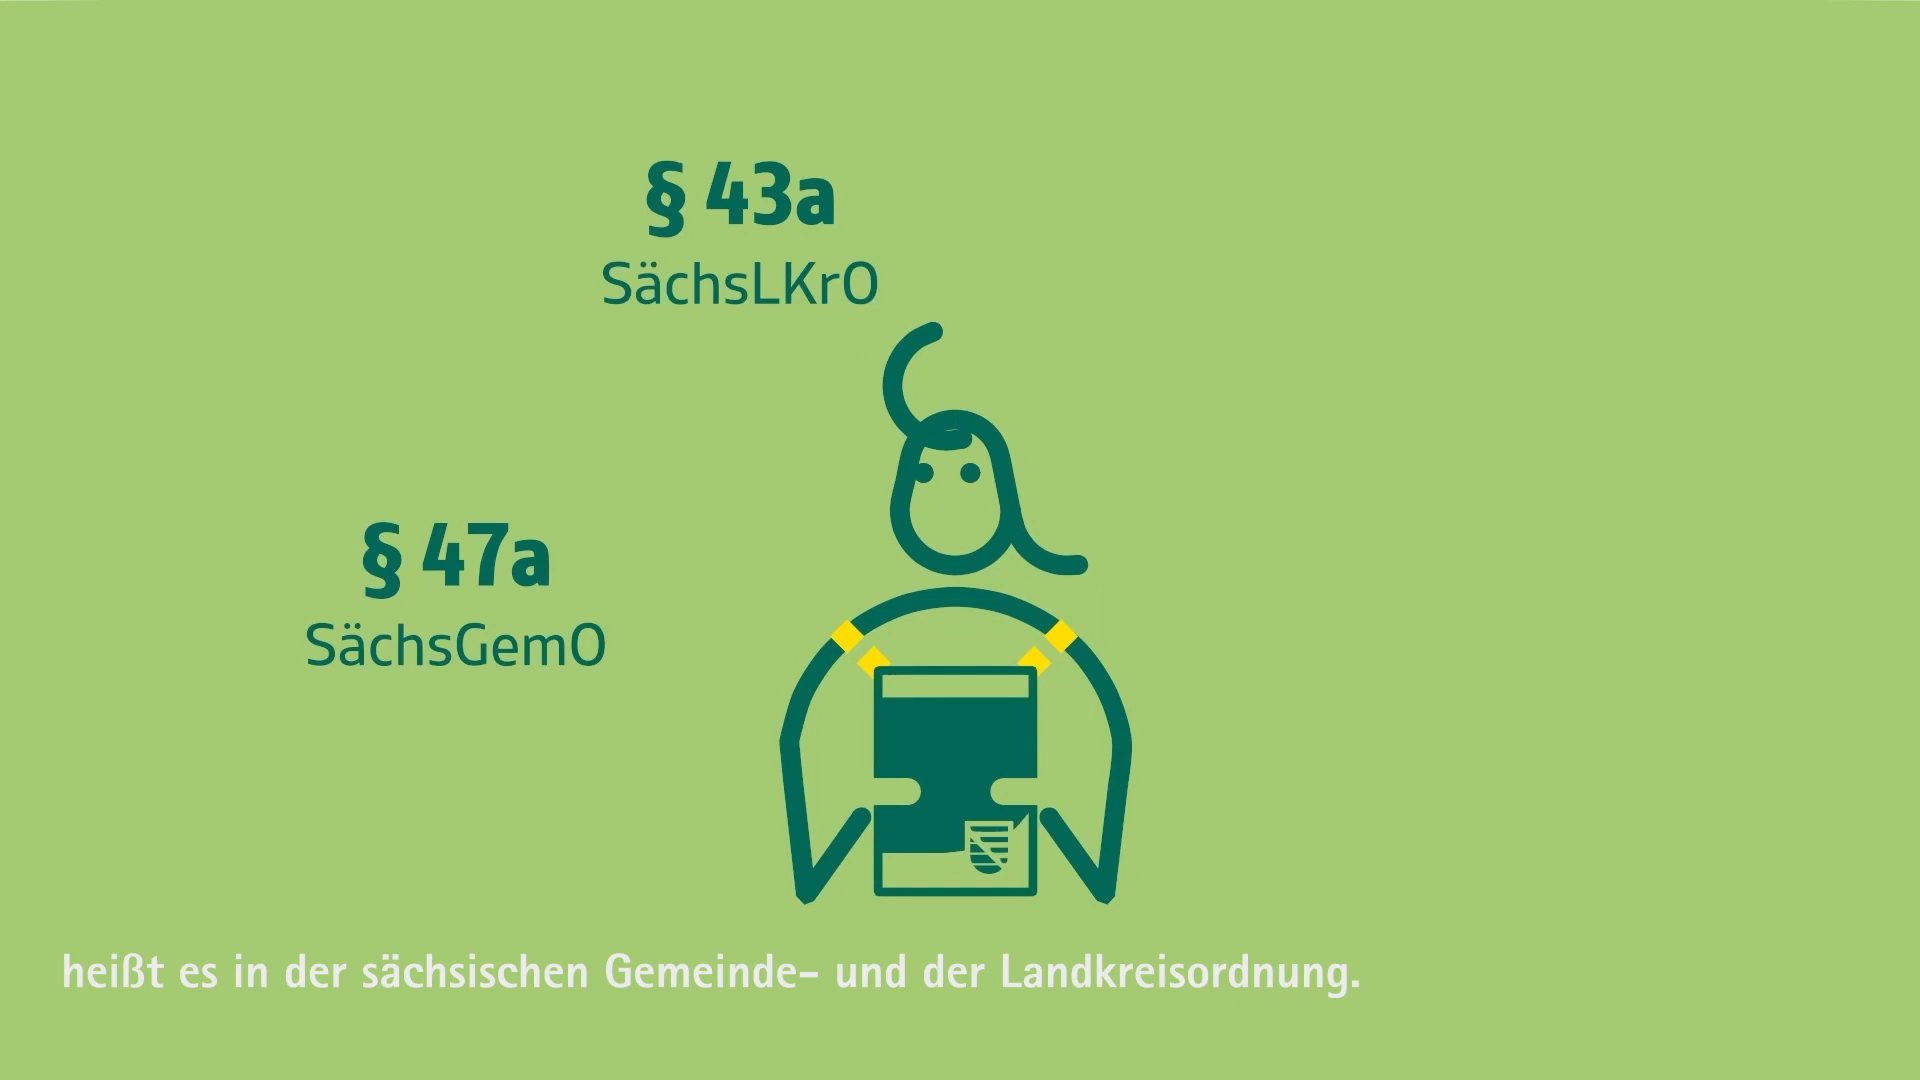 § 43a
SächsLKrO
§ 47a
SächsGemO
heißt es in der sächsischen Gemeinde- und der Landkreisordnung.